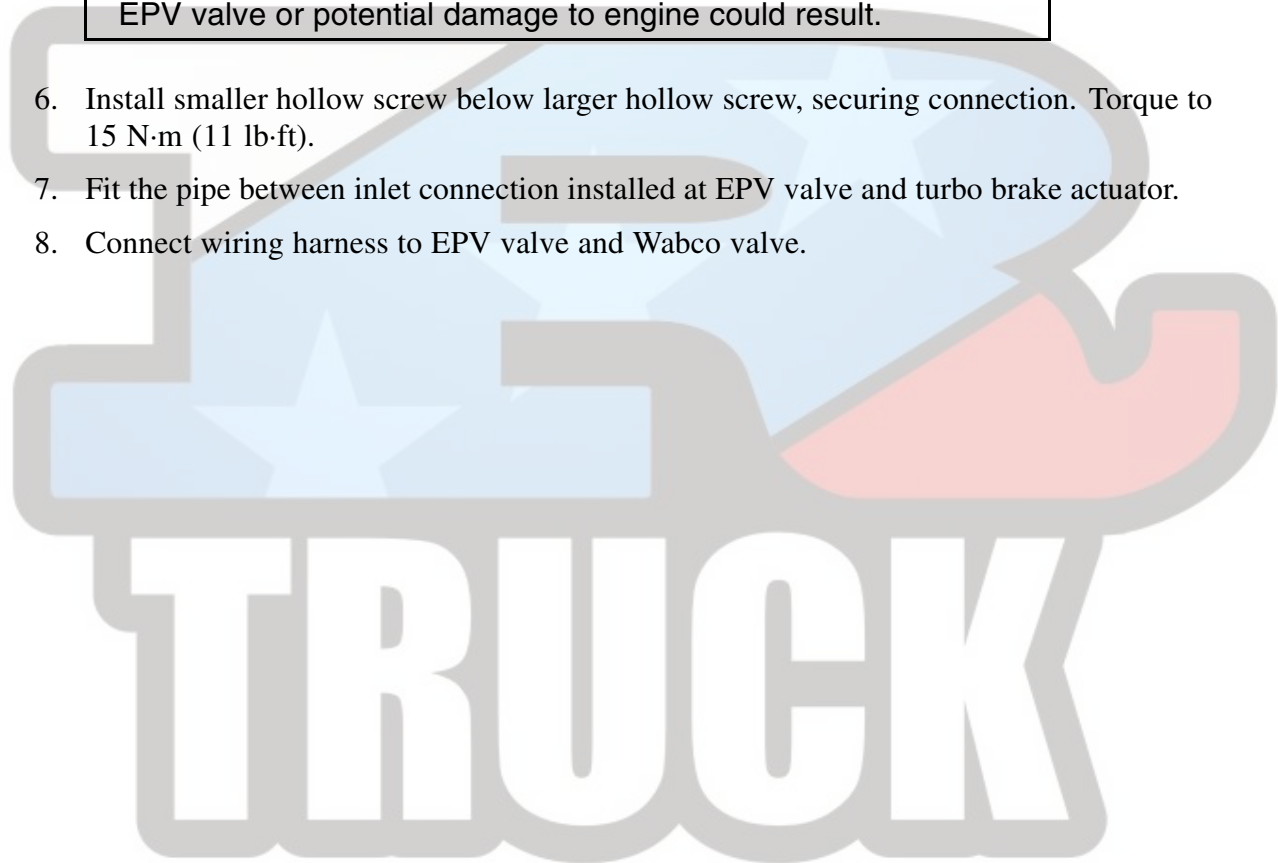 EPV valve or potential damage to engine could result.
6. Install smaller hollow screw below larger hollow screw, securing connection. Torque to
15 N·m (11 lb·ft).
7. Fit the pipe between inlet connection installed at EPV valve and turbo brake actuator.
8. Connect wiring harness to EPV valve and Wabco valve.
TRUCK